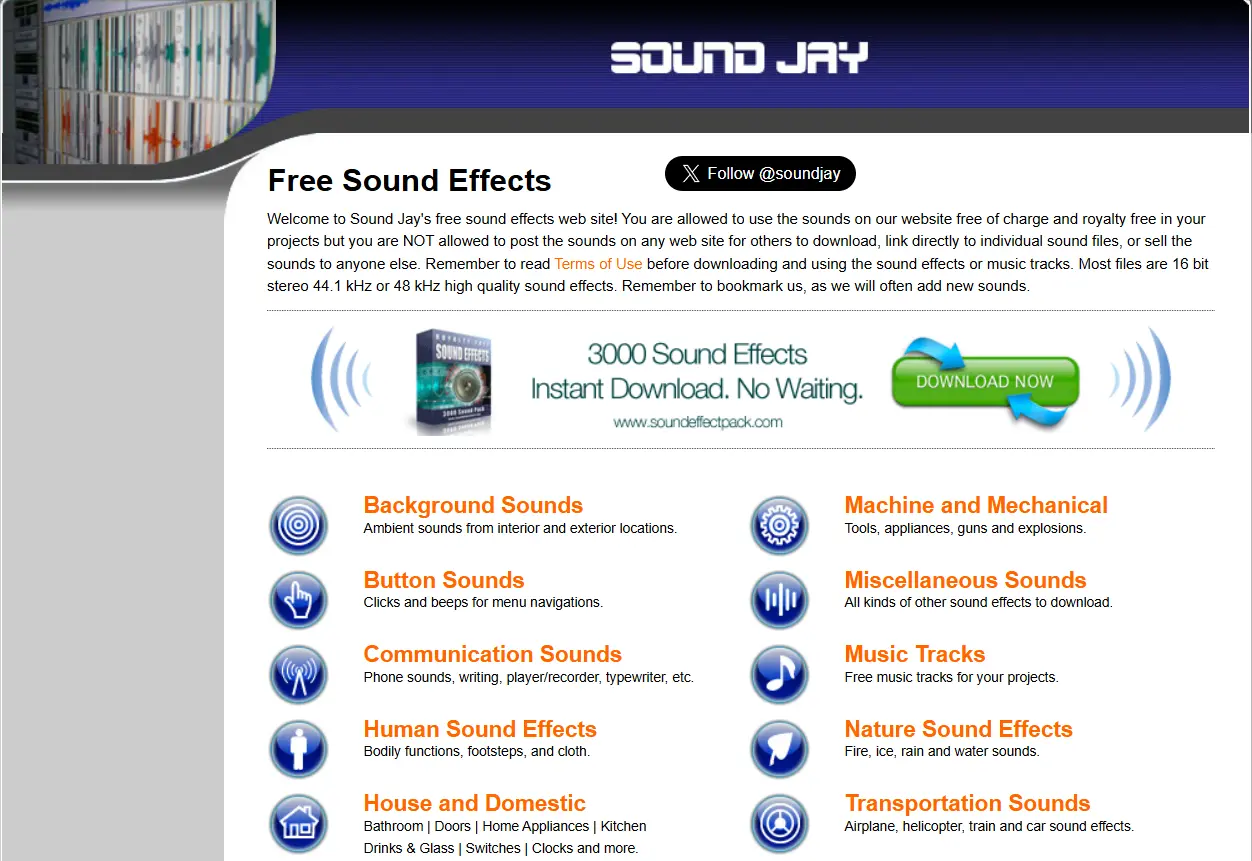 SOUND JAY
Free Sound Effects
Follow @soundjay
Welcome to Sound Jay's free sound effects web site! You are allowed to use the sounds on our website free of charge and royalty free in your
projects but you are NOT allowed to post the sounds on any web site for others to download, link directly to individual sound files, or sell the
sounds to anyone else. Remember to read Terms of Use before downloading and using the sound effects or music tracks. Most files are 16 bit
stereo 44.1 kHz or 48 kHz high quality sound effects. Remember to bookmark us, as we will often add new sounds.
ROYALTY FREE
SOUND EFFECTS
3000 Sound Pack
3000 Sound Effects
Instant Download. No Waiting.
www.soundeffectpack.com
DOWNLOAD NOW
Background Sounds
Ambient sounds from interior and exterior locations.
Button Sounds
Clicks and beeps for menu navigations.
Communication Sounds
Phone sounds, writing, player/recorder, typewriter, etc.
Human Sound Effects
Bodily functions, footsteps, and cloth.
House and Domestic
Bathroom | Doors | Home Appliances | Kitchen
Drinks & Glass | Switches | Clocks and more.
Machine and Mechanical
Tools, appliances, guns and explosions.
Miscellaneous Sounds
All kinds of other sound effects to download.
Music Tracks
Free music tracks for your projects.
Nature Sound Effects
Fire, ice, rain and water sounds.
Transportation Sounds
Airplane, helicopter, train and car sound effects.